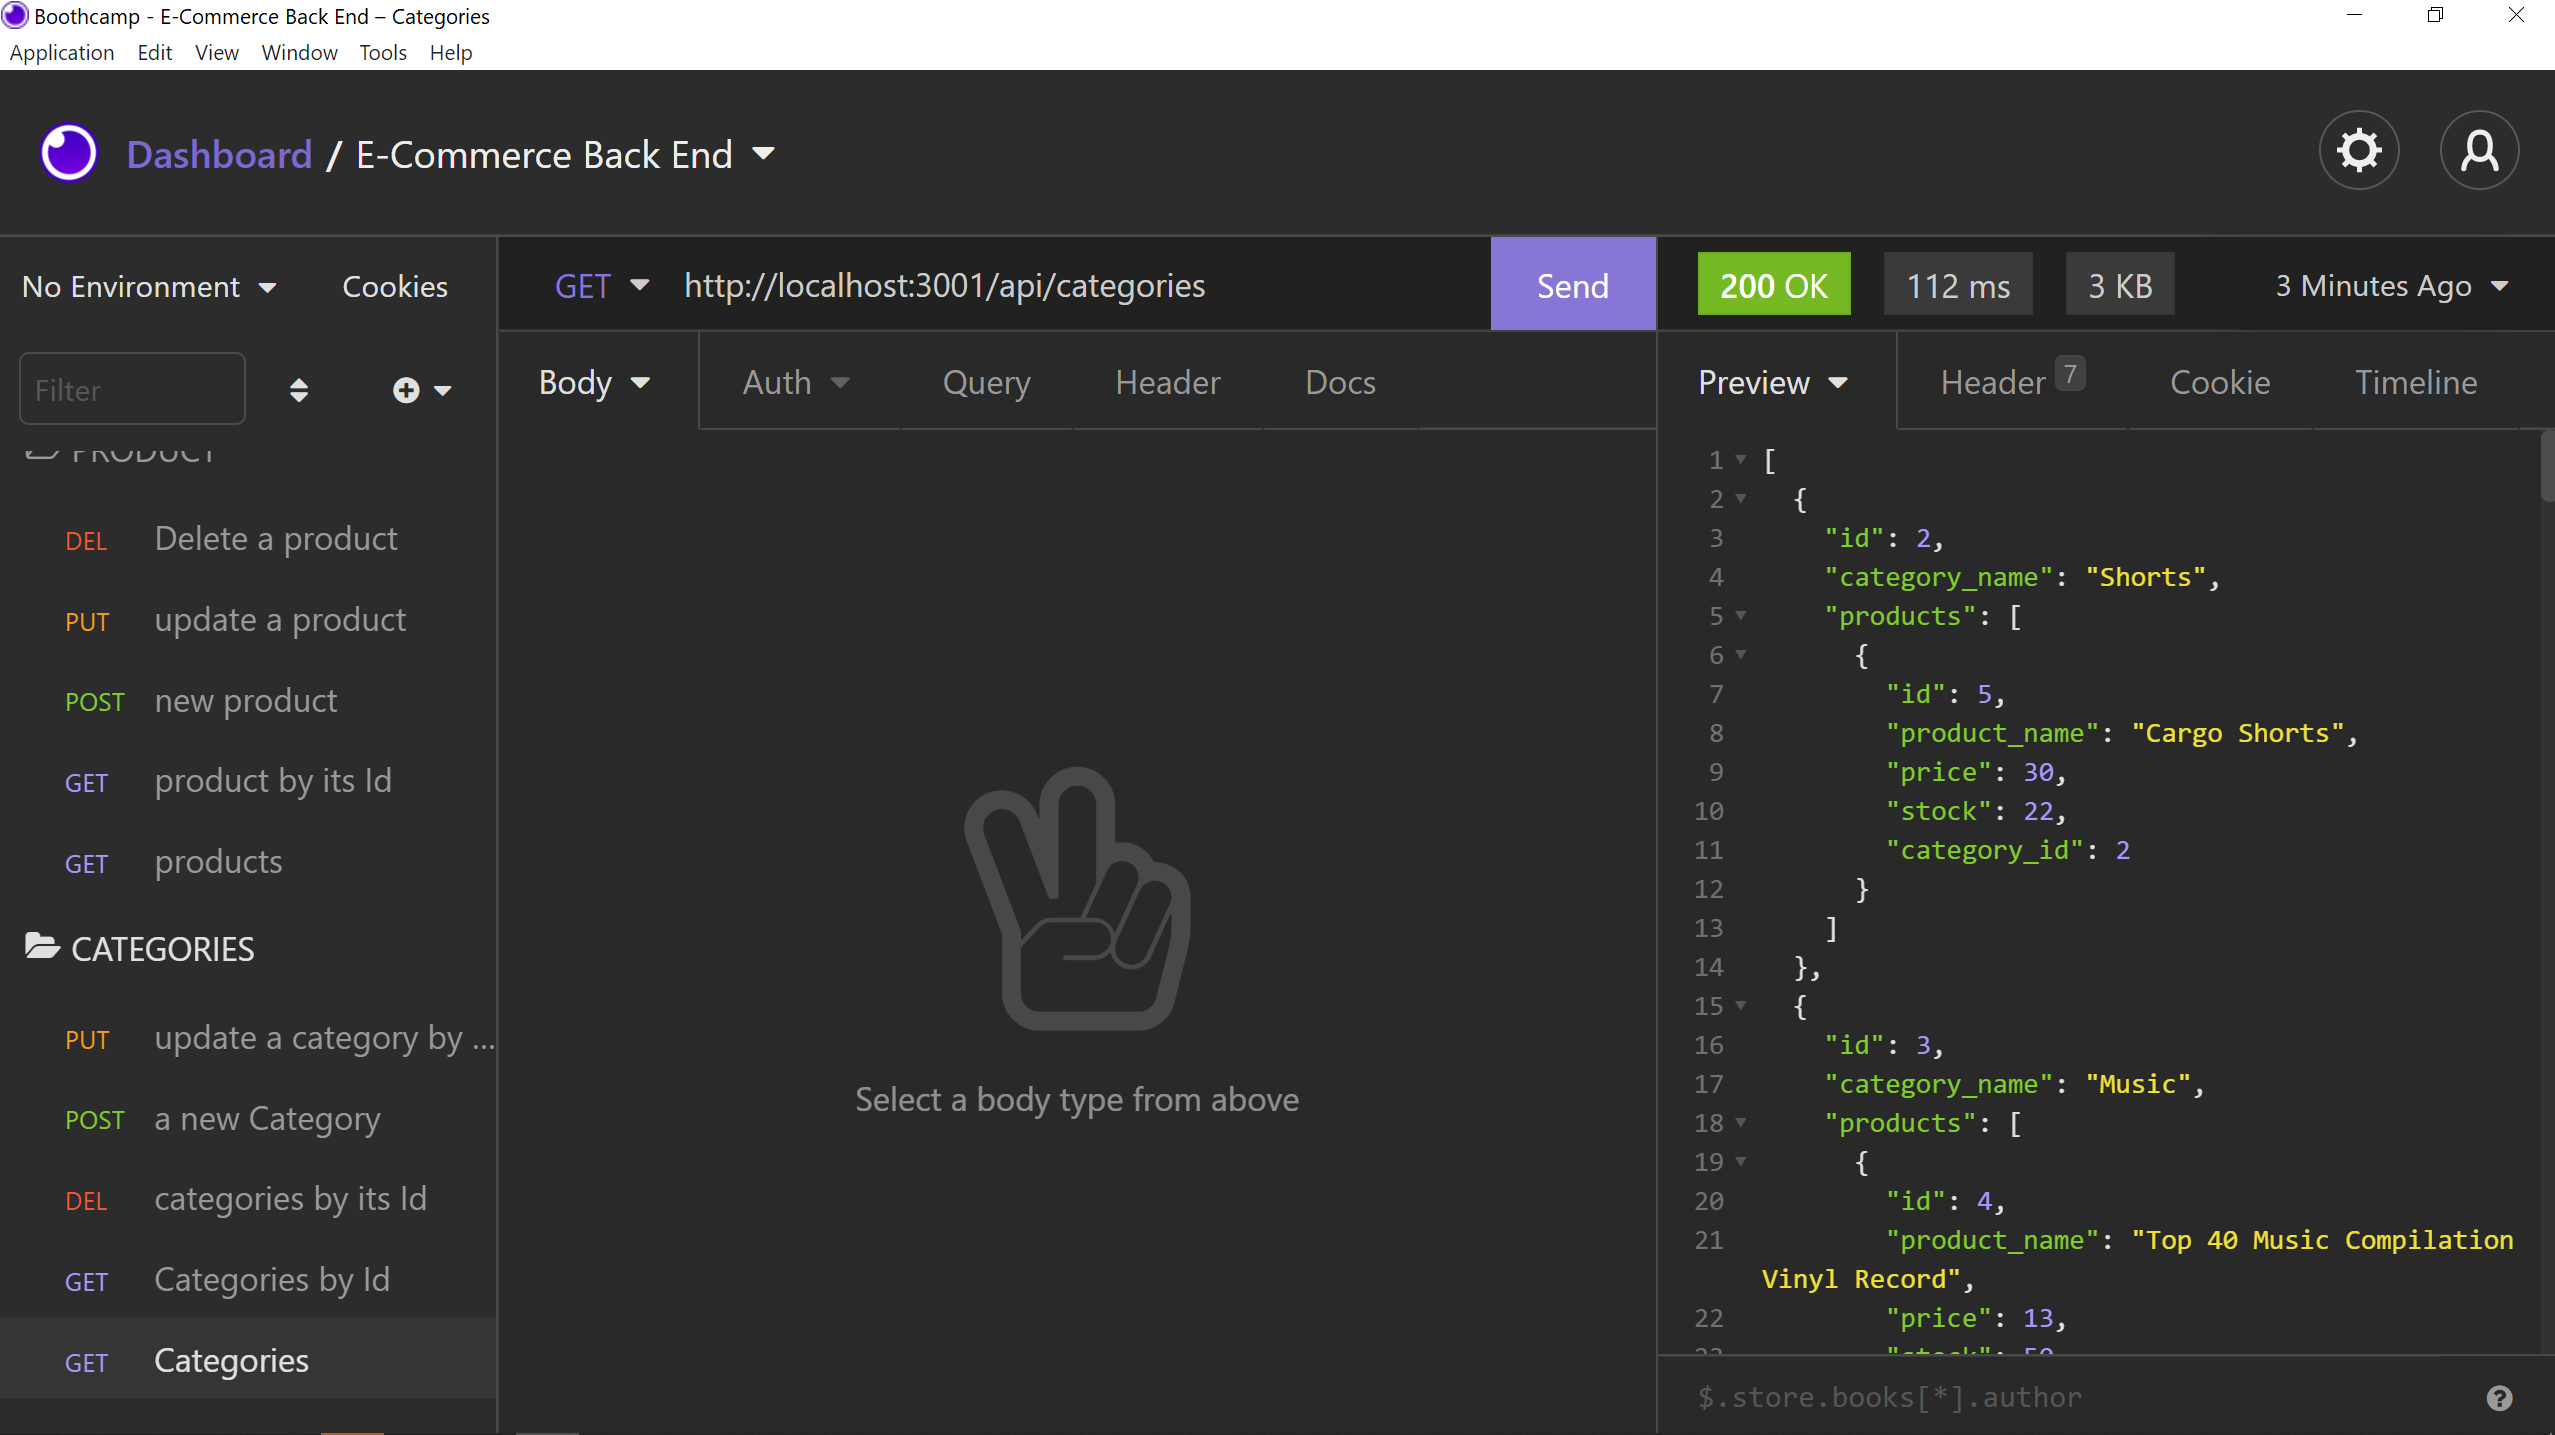 Boothcamp - E-Commerce Back End – Categories
Application Edit View Window Tools Help
Dashboard / E-Commerce Back End
No Environment Cookies
Filter
PRODUCT
DEL Delete a product
PUT update a product
POST new product
GET product by its Id
GET products
CATEGORIES
PUT update a category by ...
POST a new Category
DEL categories by its Id
GET Categories by Id
GET Categories
GET http://localhost:3001/api/categories Send
Body Auth Query Header Docs
Select a body type from above
200 OK 112 ms 3 KB 3 Minutes Ago
Preview Header 7 Cookie Timeline
1 [
2 {
3 "id": 2,
4 "category_name": "Shorts",
5 "products": [
6 {
7 "id": 5,
8 "product_name": "Cargo Shorts",
9 "price": 30,
10 "stock": 22,
11 "category_id": 2
12 }
13 ]
14 },
15 {
16 "id": 3,
17 "category_name": "Music",
18 "products": [
19 {
20 "id": 4,
21 "product_name": "Top 40 Music Compilation
Vinyl Record",
22 "price": 13,
23 "stock": 50
$.store.books[*].author